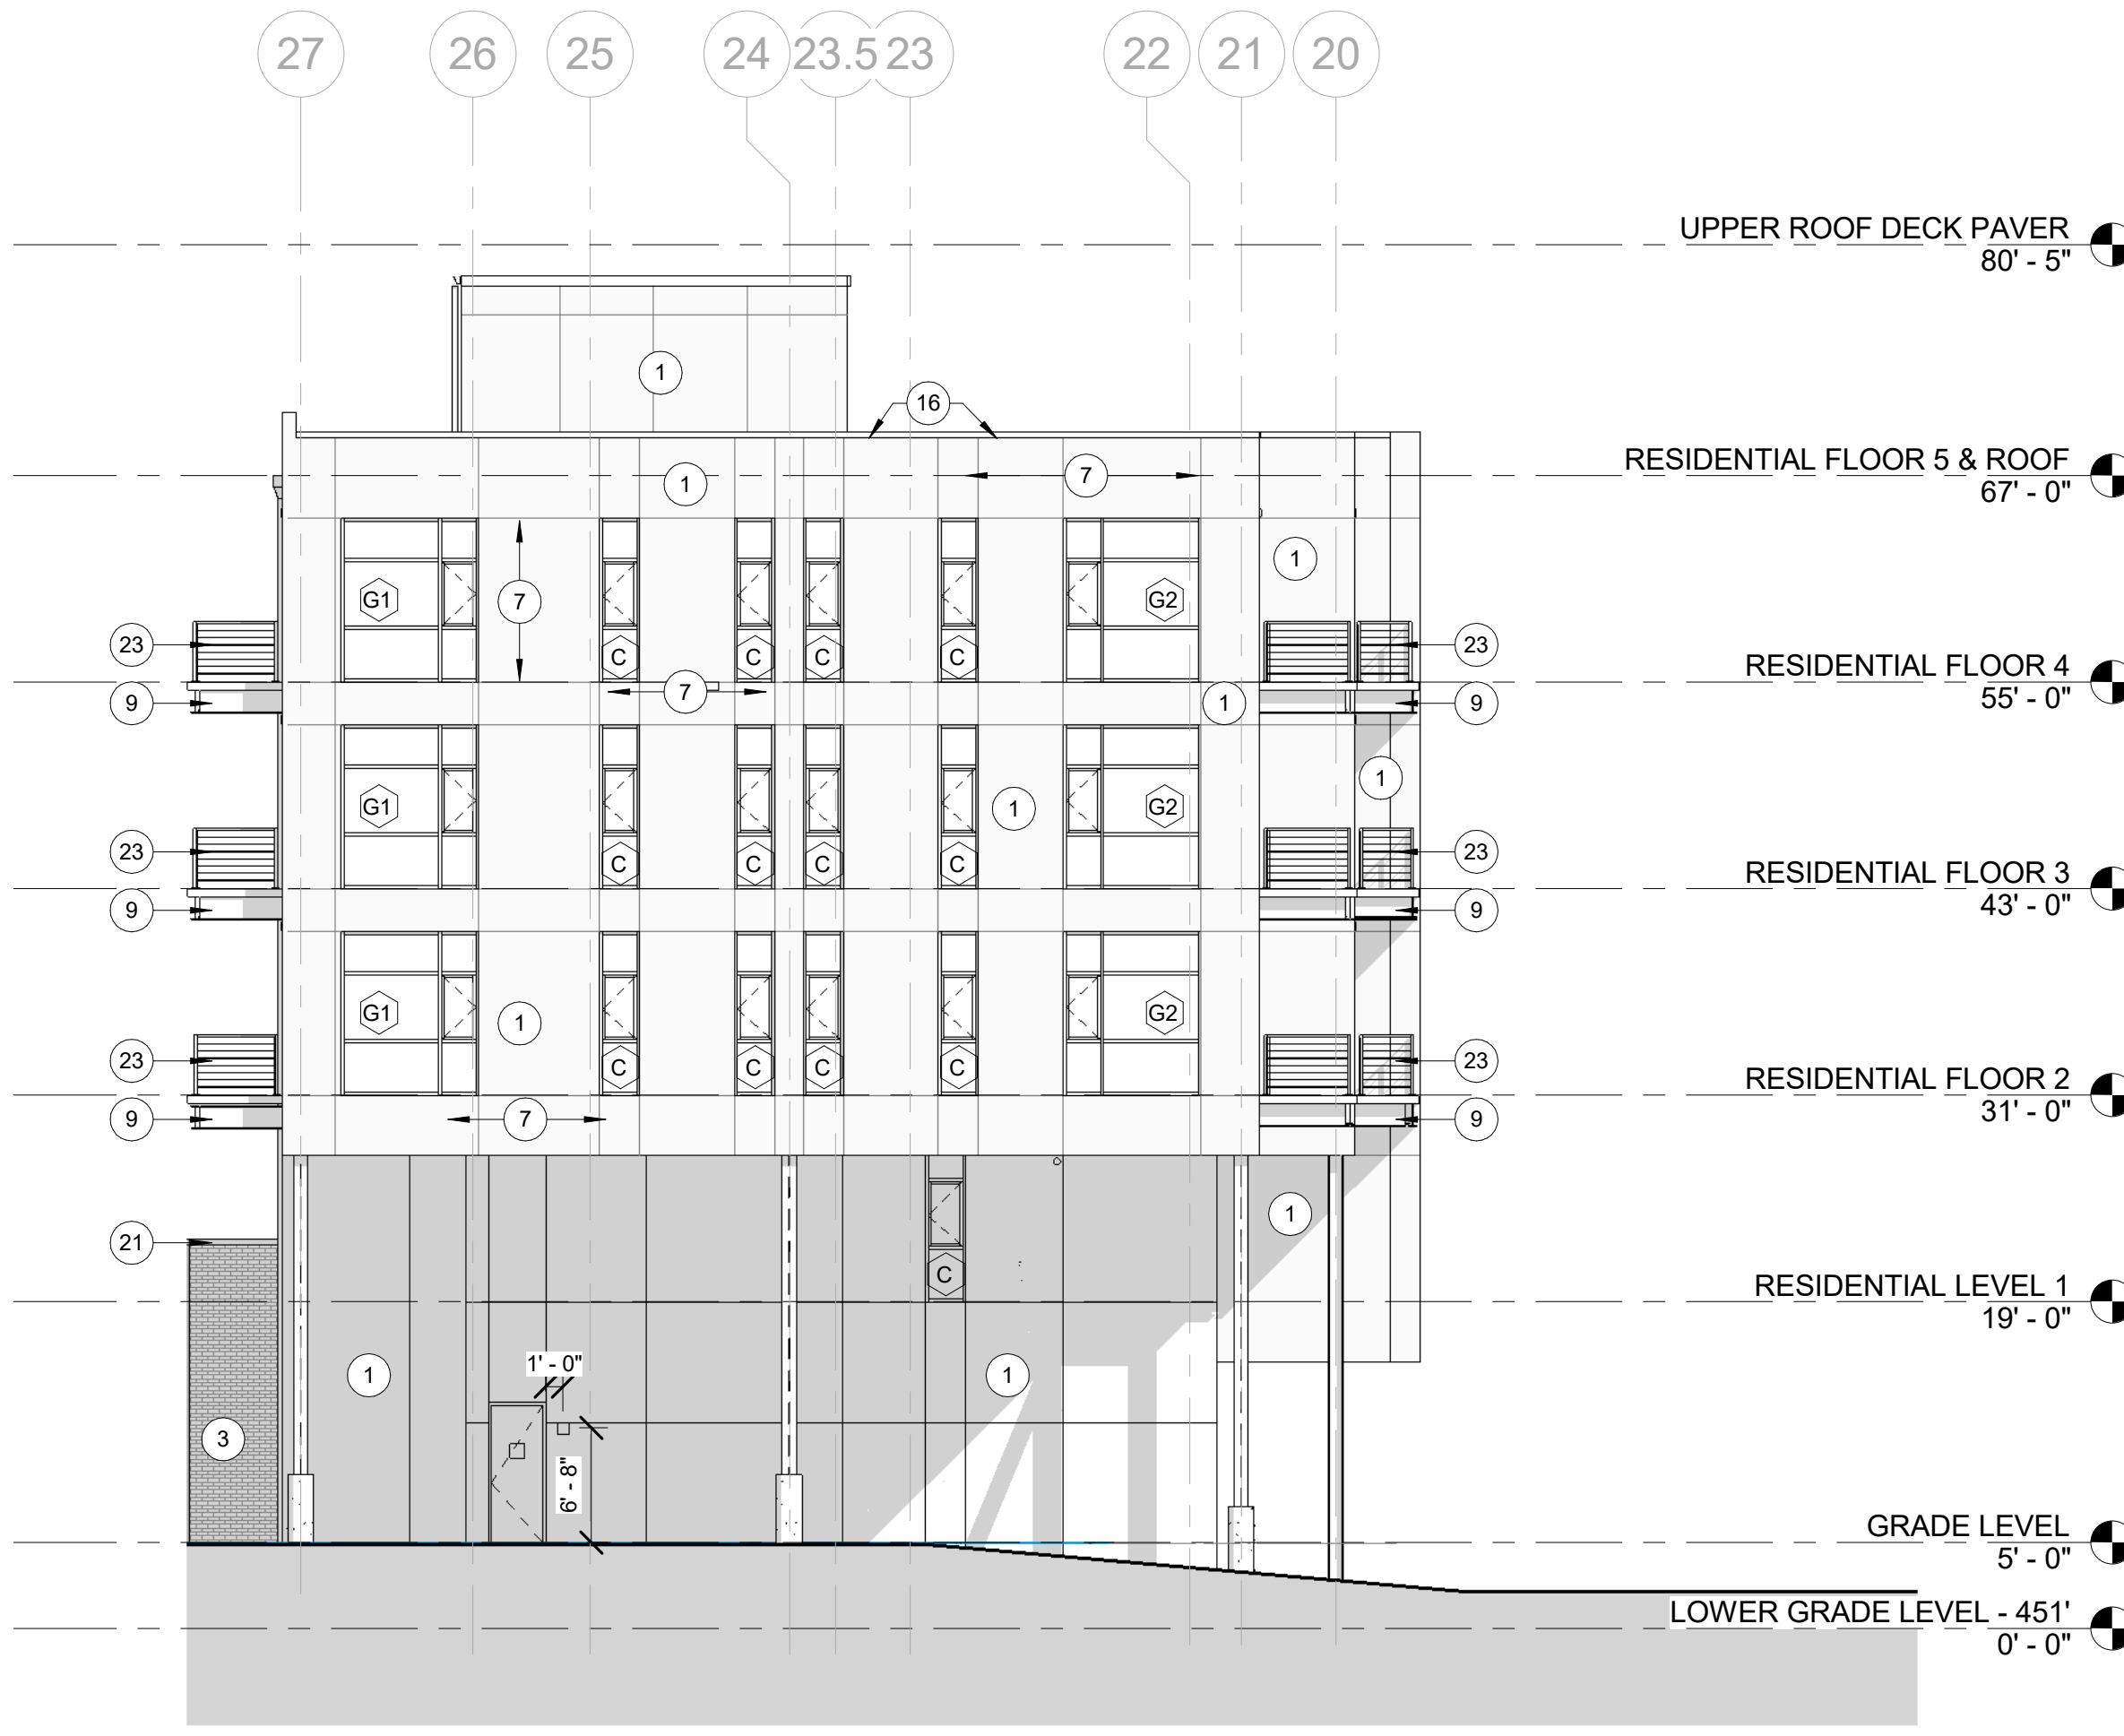 27 26 25 24 23.5 23 22 21 20
UPPER ROOF DECK PAVER
80' - 5"
1
16
RESIDENTIAL FLOOR 5 & ROOF
67' - 0"
1 7
1
G1 7 G2
23 C C C C 23
RESIDENTIAL FLOOR 4
55' - 0"
9 7 1 9
1
G1 1 G2
23 C C C C 23
RESIDENTIAL FLOOR 3
43' - 0"
9 9
G1 1 G2
23 C C C C 23
RESIDENTIAL FLOOR 2
31' - 0"
9 7 9
1
21
C
RESIDENTIAL LEVEL 1
19' - 0"
1' - 0"
1 1
3
6' - 8"
GRADE LEVEL
5' - 0"
LOWER GRADE LEVEL - 451'
0' - 0"